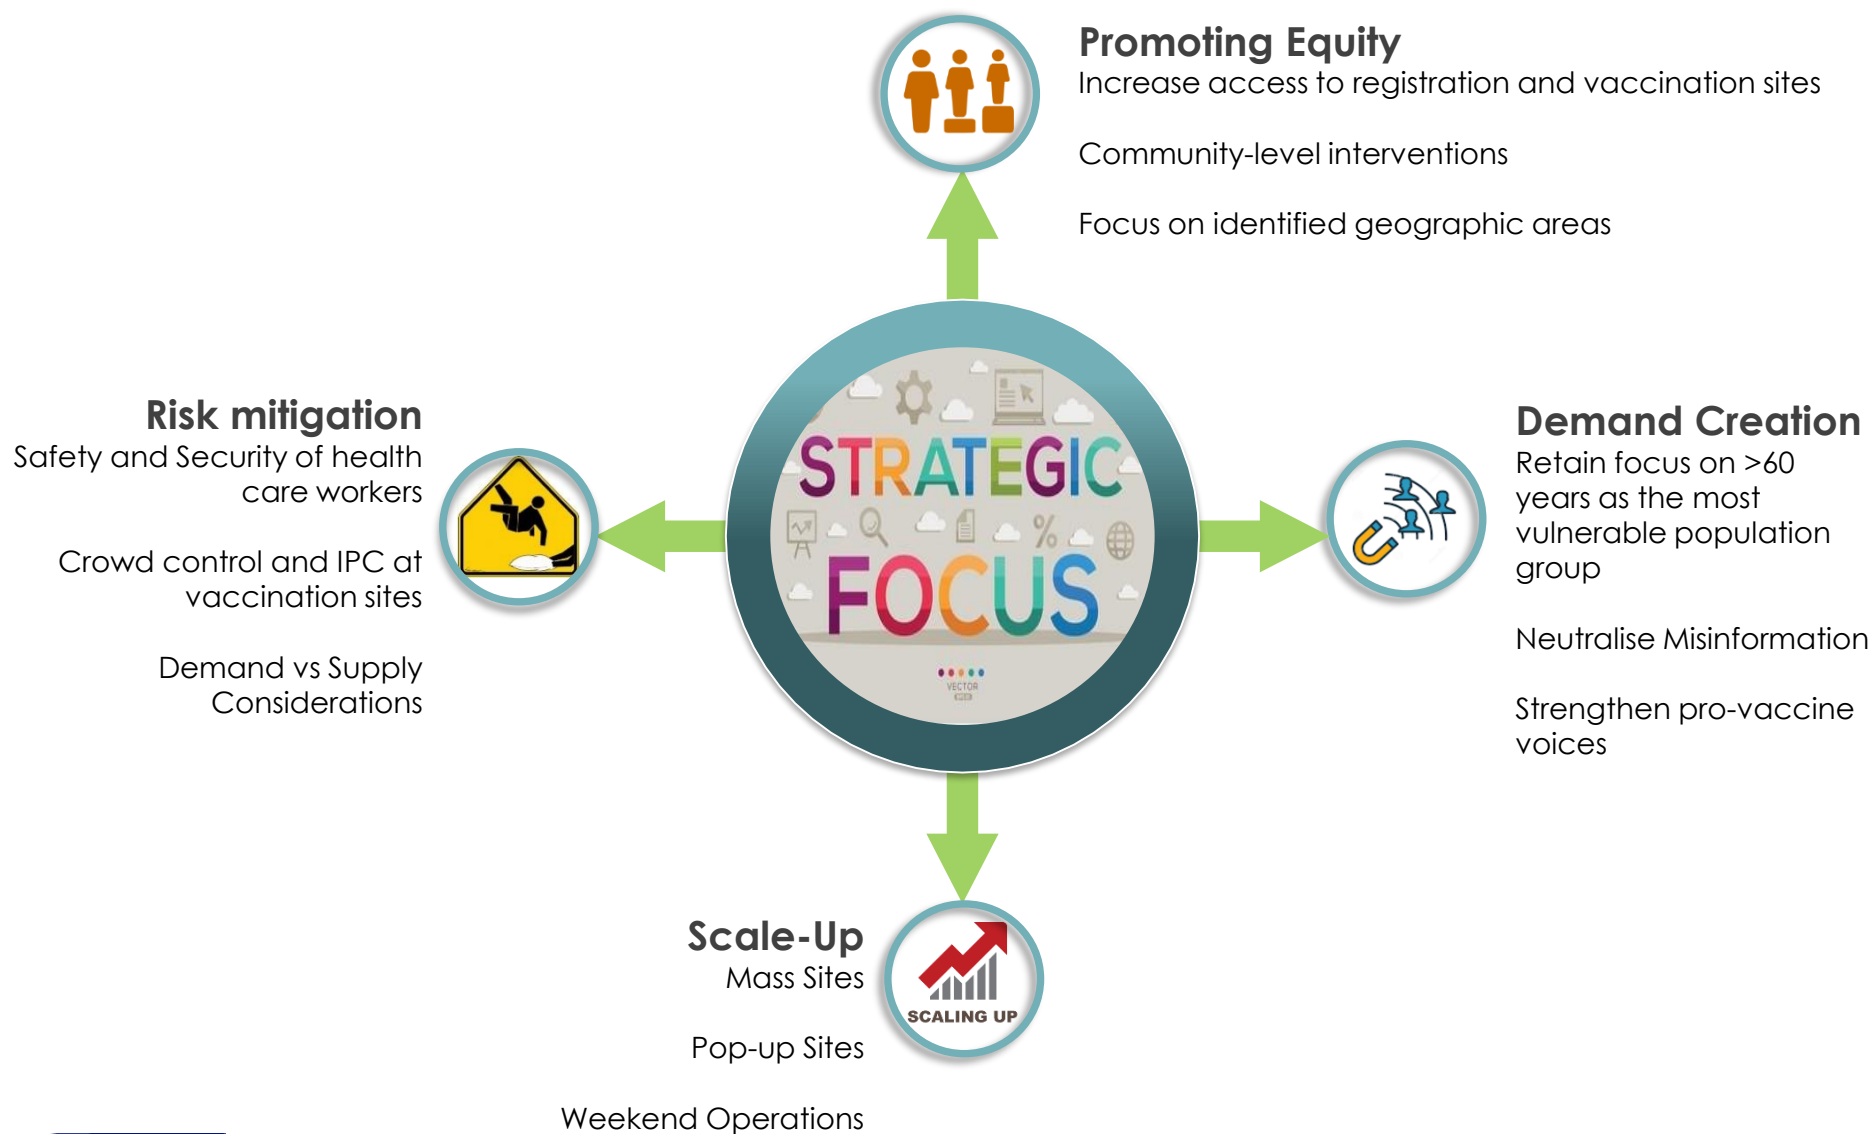 Promoting Equity
Increase access to registration and vaccination sites
Community-level interventions
Focus on identified geographic areas
Risk mitigation
Safety and Security of health
care workers
Crowd control and IPC at
vaccination sites
Demand vs Supply
Considerations
STRATEGIC
%
FOCUS
VECTOR
Demand Creation
Retain focus on >60
years as the most
vulnerable population
group
Neutralise Misinformation
Strengthen pro-vaccine
voices
Scale-Up
Mass Sites
Pop-up Sites
Weekend Operations
SCALING UP